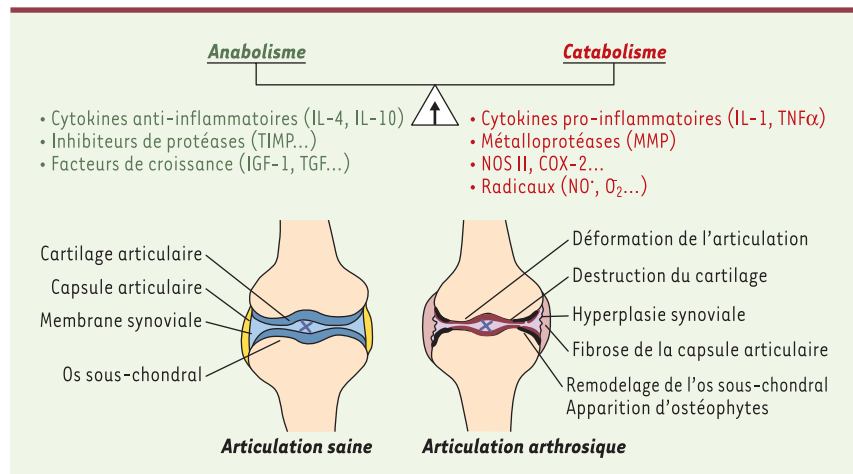 Anabolisme
Catabolisme
• Cytokines anti-inflammatoires (IL-4, IL-10)
• Inhibiteurs de protéases (TIMP...)
• Facteurs de croissance (IGF-1, TGF...)
• Cytokines pro-inflammatoires (IL-1, TNFα)
• Métalloprotéases (MMP)
• NOS II, COX-2...
• Radicaux (NO˙, O̅₂...)
Cartilage articulaire
Capsule articulaire
Membrane synoviale
Os sous-chondral
Déformation de l'articulation
Destruction du cartilage
Hyperplasie synoviale
Fibrose de la capsule articulaire
Remodelage de l'os sous-chondral
Apparition d'ostéophytes
Articulation saine
Articulation arthrosique